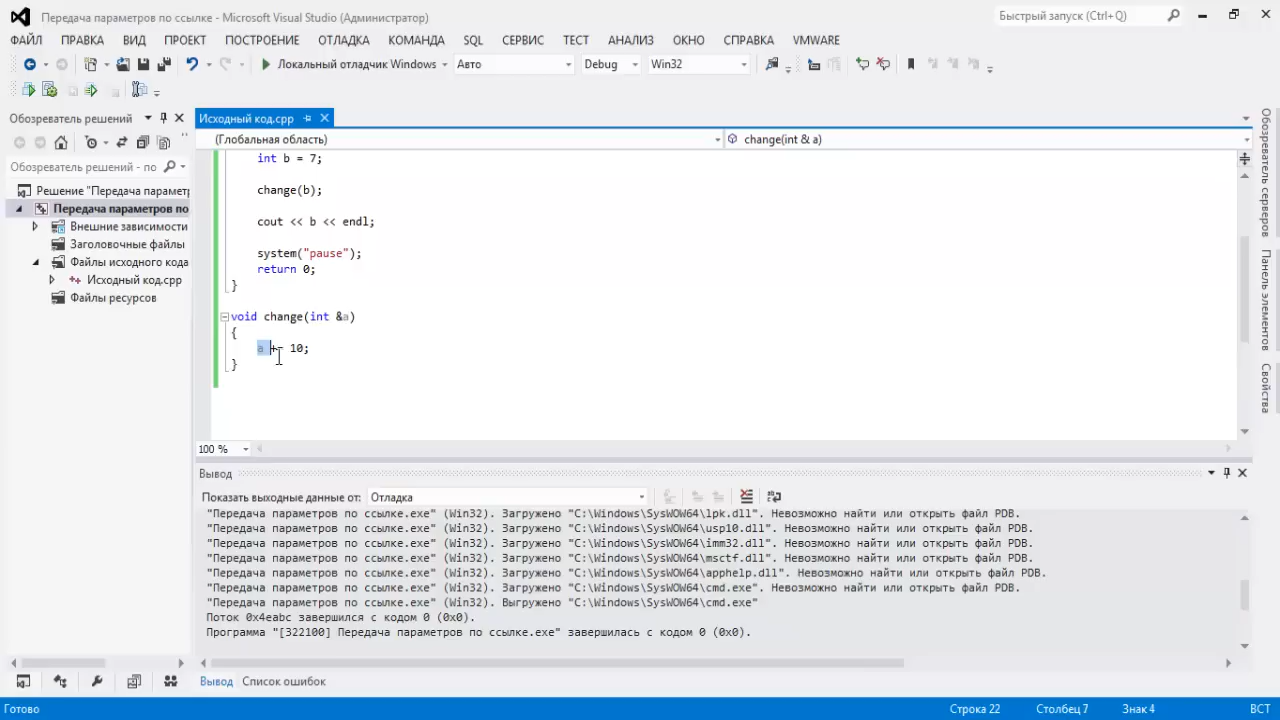 Передача параметров по ссылке - Microsoft Visual Studio (Администратор)
Быстрый запуск (Ctrl+Q)
ФАЙЛ ПРАВКА ВИД ПРОЕКТ ПОСТРОЕНИЕ ОТЛАДКА КОМАНДА SQL СЕРВИС ТЕСТ АНАЛИЗ ОКНО СПРАВКА VMWARE
Локальный отладчик Windows Авто Debug Win32
Обозреватель решений
Исходный код.cpp
(Глобальная область)
change(int & a)
Обозреватель решений - по
Решение "Передача параметр
Передача параметров по
Внешние зависимости
Заголовочные файлы
Файлы исходного кода
Исходный код.cpp
Файлы ресурсов
int b = 7;
change(b);
cout << b << endl;
system("pause");
return 0;
}
void change(int &a)
{
a += 10;
}
Обозреватель серверов
Панель элементов
Свойства
100 %
Вывод
Показать выходные данные от: Отладка
"Передача параметров по ссылке.exe" (Win32). Загружено "C:\Windows\SysWOW64\lpk.dll". Невозможно найти или открыть файл PDB.
"Передача параметров по ссылке.exe" (Win32). Загружено "C:\Windows\SysWOW64\usp10.dll". Невозможно найти или открыть файл PDB.
"Передача параметров по ссылке.exe" (Win32). Загружено "C:\Windows\SysWOW64\imm32.dll". Невозможно найти или открыть файл PDB.
"Передача параметров по ссылке.exe" (Win32). Загружено "C:\Windows\SysWOW64\msctf.dll". Невозможно найти или открыть файл PDB.
"Передача параметров по ссылке.exe" (Win32). Загружено "C:\Windows\SysWOW64\apphelp.dll". Невозможно найти или открыть файл PDB.
"Передача параметров по ссылке.exe" (Win32). Загружено "C:\Windows\SysWOW64\cmd.exe". Невозможно найти или открыть файл PDB.
"Передача параметров по ссылке.exe" (Win32). Выгружено "C:\Windows\SysWOW64\cmd.exe"
Поток 0x4eabc завершился с кодом 0 (0x0).
Программа "[322100] Передача параметров по ссылке.exe" завершилась с кодом 0 (0x0).
Вывод Список ошибок
Готово
Строка 22 Столбец 7 Знак 4 ВСТ